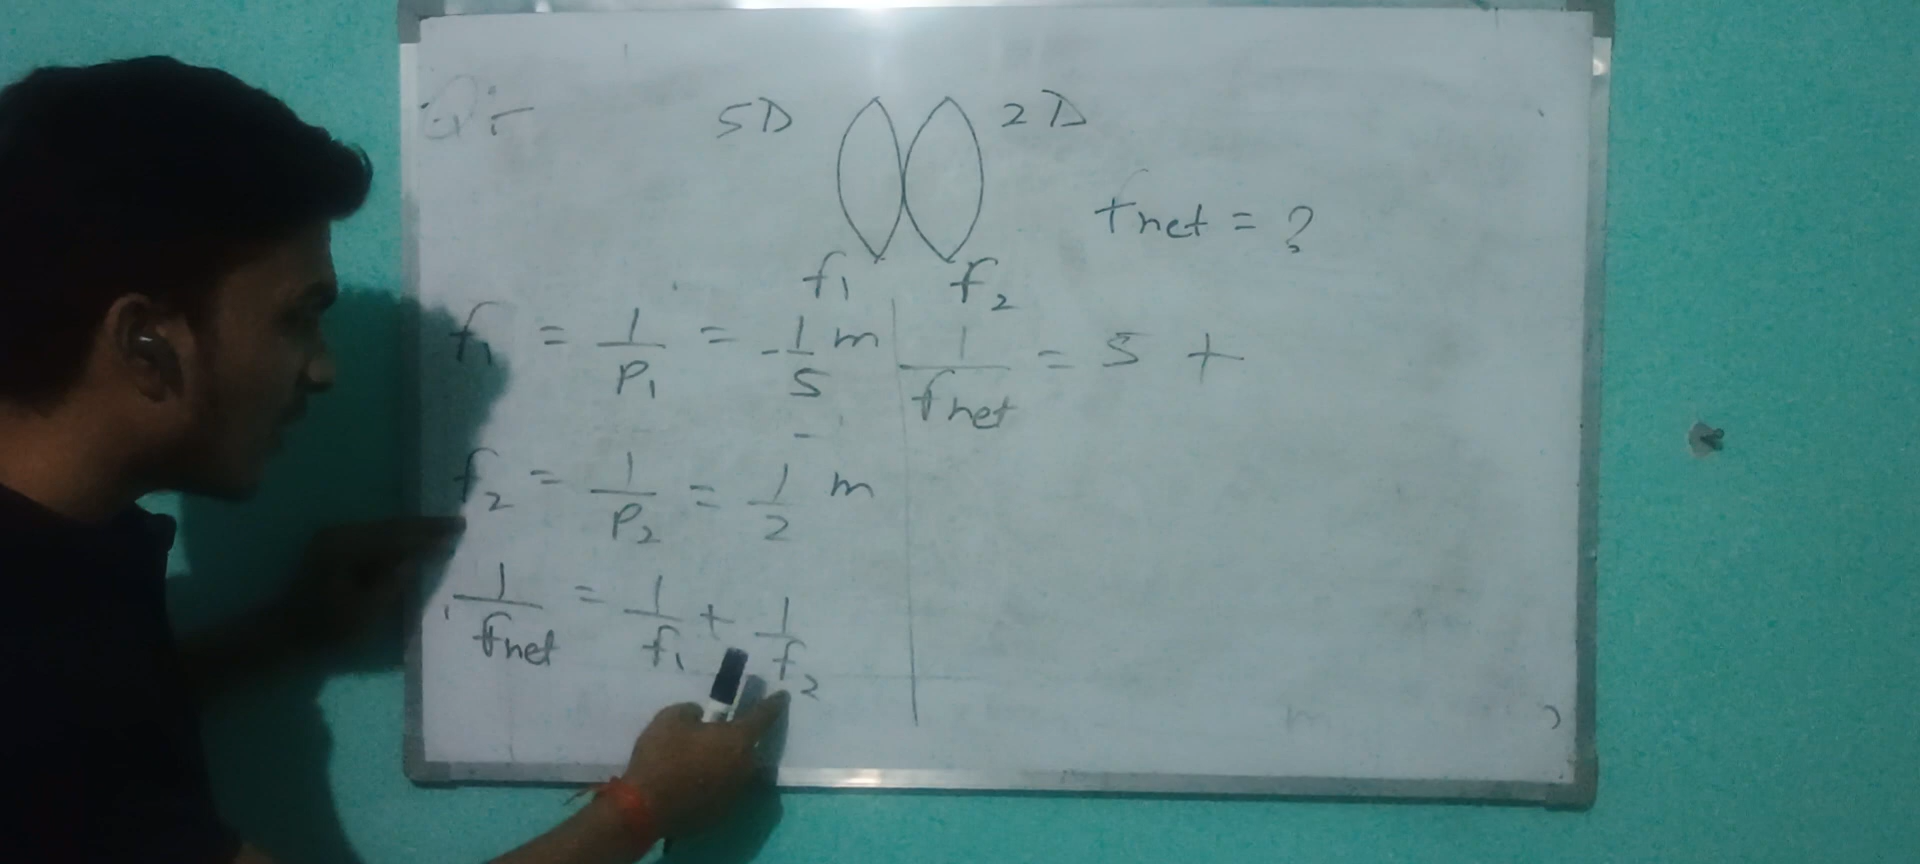 Q:-
5D 2D
fnet = ?
f1 f2
f1 = 1/P1 = 1/5 m
f2 = 1/P2 = 1/2 m
1/fnet = 1/f1 + 1/f2
1/fnet = 5 +